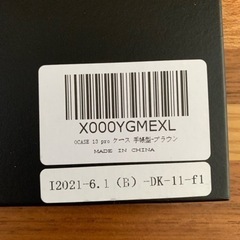 X000YGMEXL
OCASE 13 pro ケース 手帳型-ブラウン
MADE IN CHINA
I2021-6.1(B)-DK-11-f1